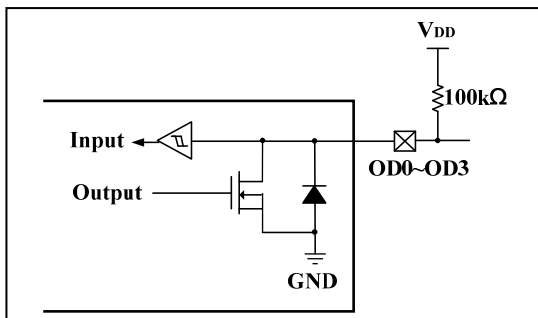 VDD
100kΩ
Input
OD0~OD3
Output
GND